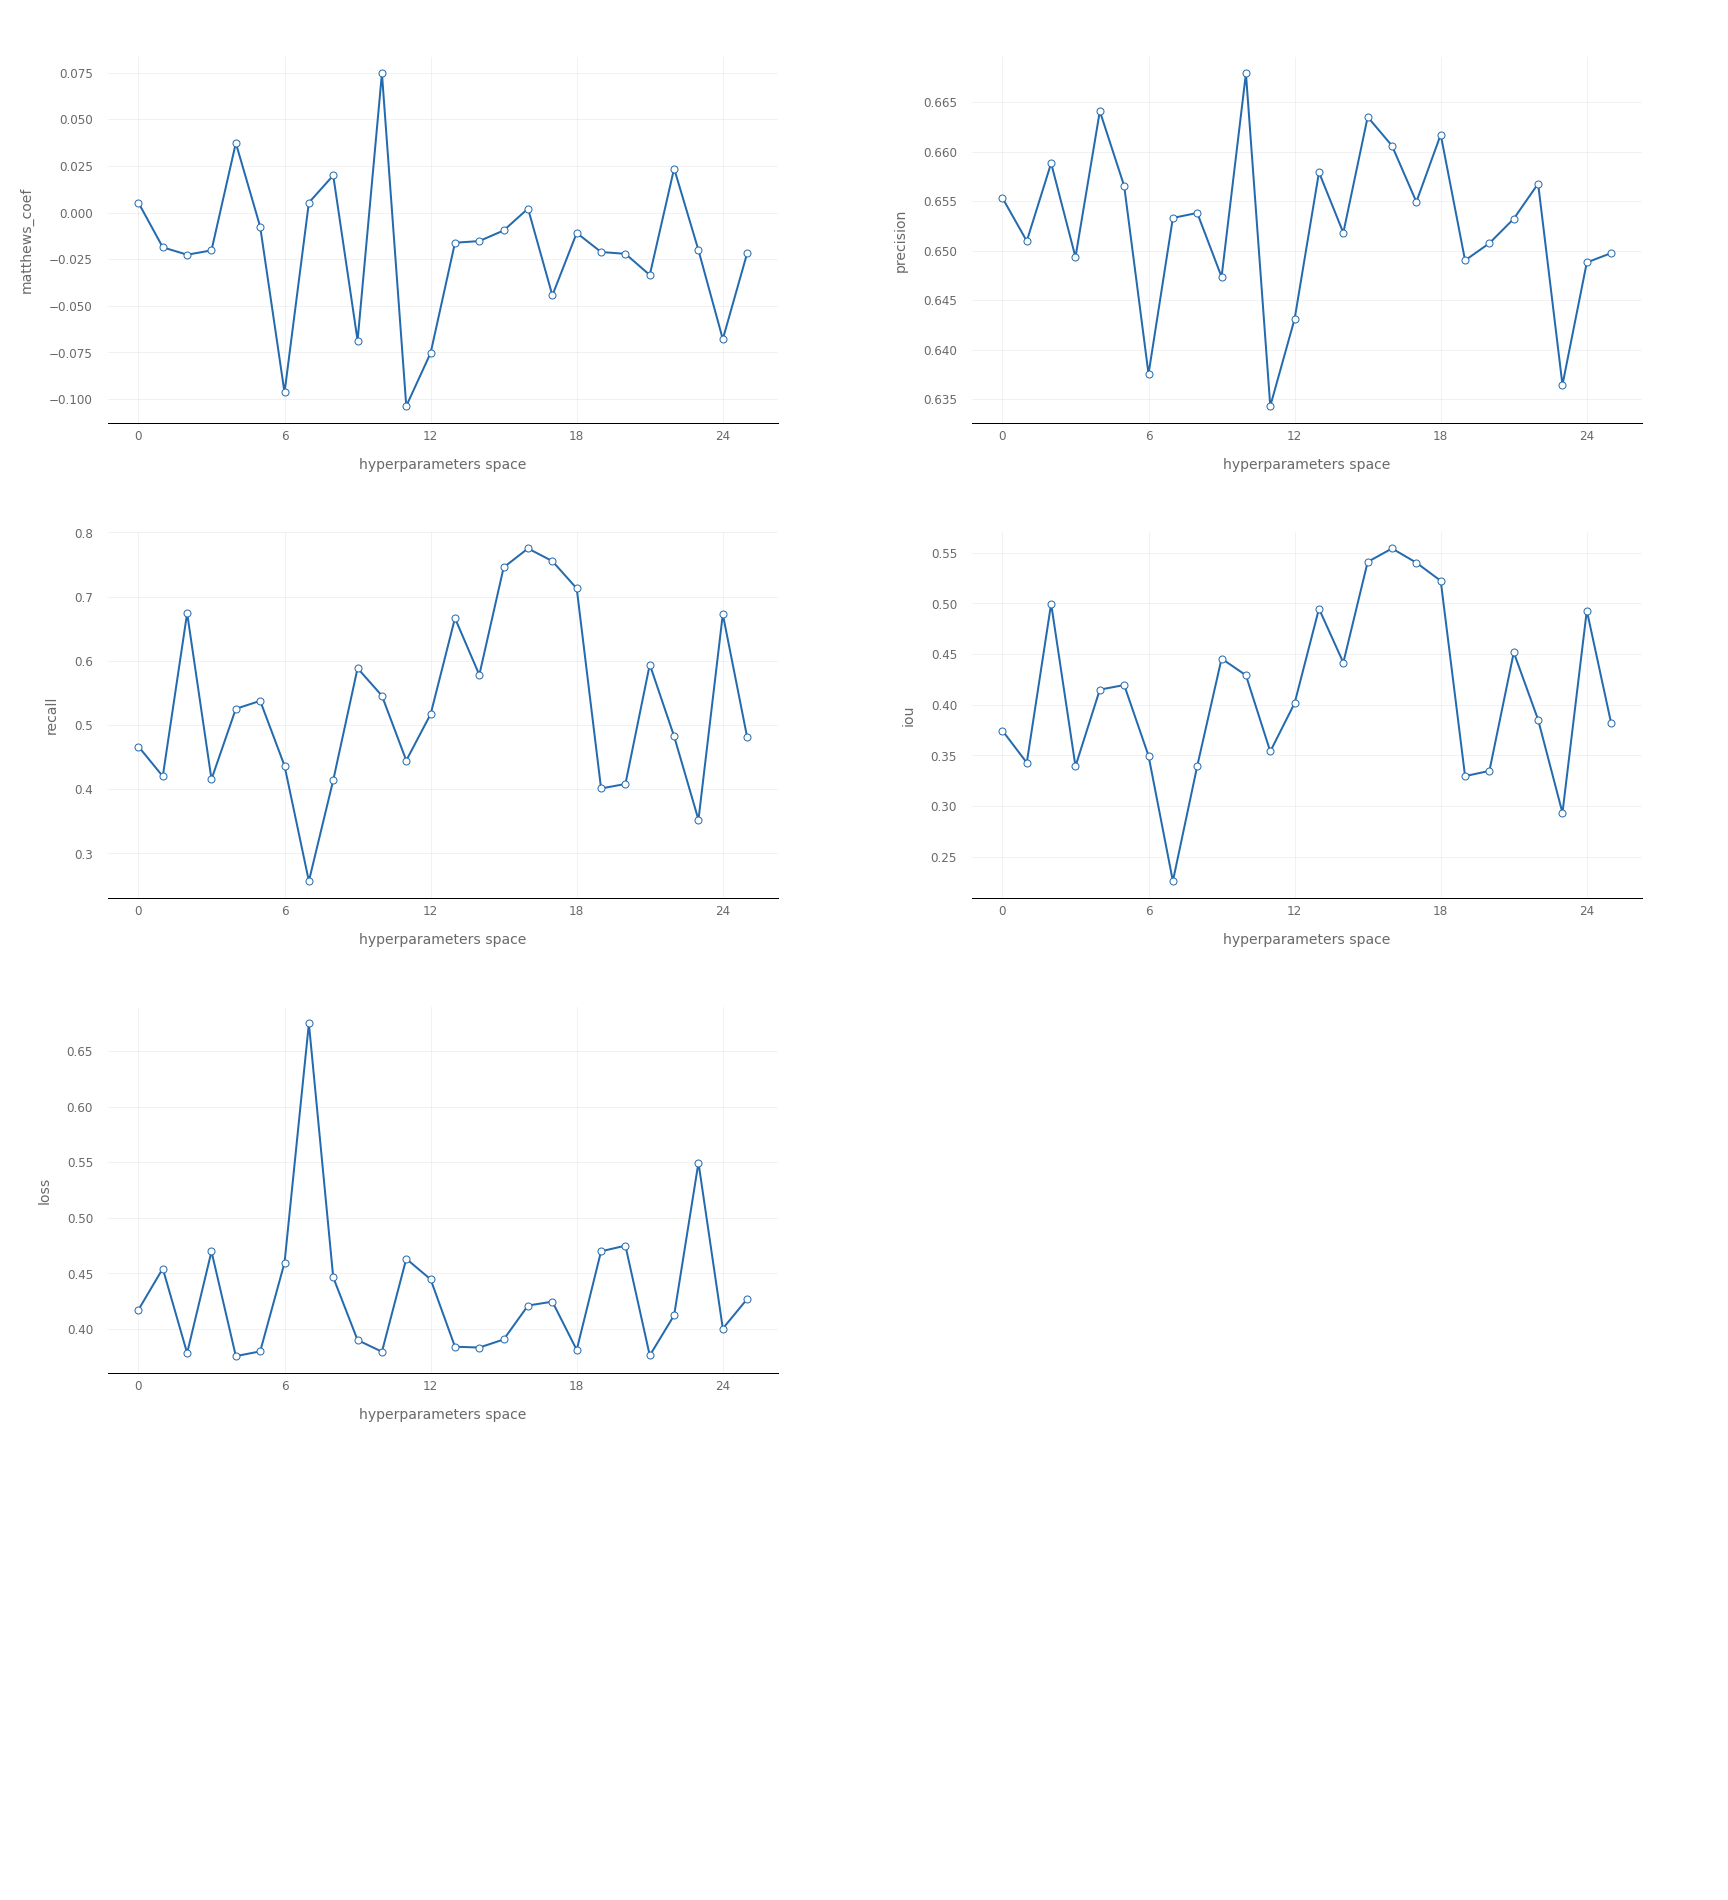 matthews_coef
0.075
0.050
0.025
0.000
−0.025
−0.050
−0.075
−0.100
0 6 12 18 24
hyperparameters space
precision
0.665
0.660
0.655
0.650
0.645
0.640
0.635
0 6 12 18 24
hyperparameters space
recall
0.8
0.7
0.6
0.5
0.4
0.3
0 6 12 18 24
hyperparameters space
iou
0.55
0.50
0.45
0.40
0.35
0.30
0.25
0 6 12 18 24
hyperparameters space
loss
0.65
0.60
0.55
0.50
0.45
0.40
0 6 12 18 24
hyperparameters space